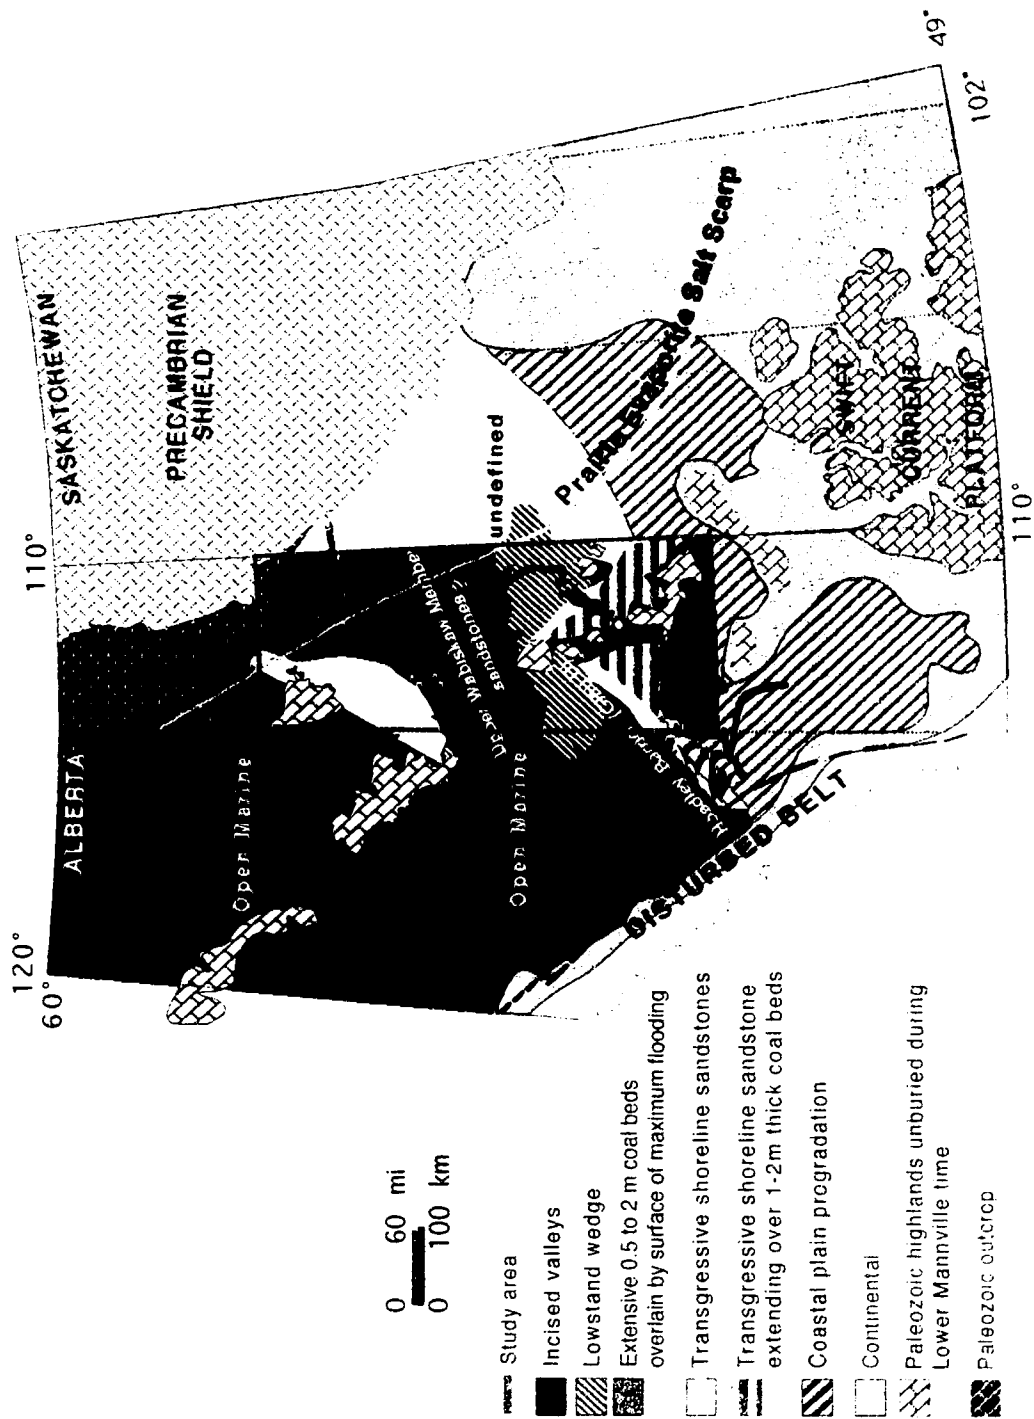 120°
60°
110°
ALBERTA
SASKATCHEWAN
PRECAMBRIAN
SHIELD
Open Marine
Wabiskaw Member
sandstones?
undefined
Open Marine
Hoadley
Salt Scarp
DISTURBED BELT
SWIFT
CURRENT
PLATFORM
110°
102°
49°
0 60 mi
0 100 km
Study area
Incised valleys
Lowstand wedge
Extensive 0.5 to 2 m coal beds
overlain by surface of maximum flooding
Transgressive shoreline sandstones
Transgressive shoreline sandstone
extending over 1-2m thick coal beds
Coastal plain progradation
Continental
Paleozoic highlands unburied during
Lower Mannville time
Paleozoic outcrop